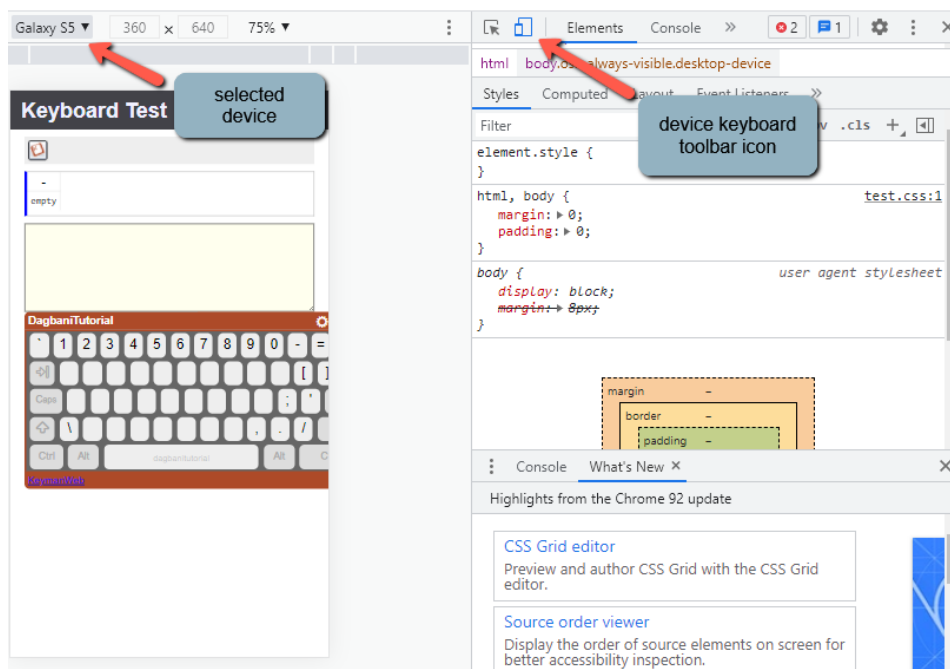 Galaxy S5 ▼ 360 × 640 75% ▼
Keyboard Test
selected
device
-
empty
DagbaniTutorial
` 1 2 3 4 5 6 7 8 9 0 - =
[ ]
Caps ; '
\ , . /
Ctrl Alt dagbanitutorial Alt C
KeymanWeb
Elements Console » 2 1
html body.os always-visible.desktop-device
Styles Computed Layout Event Listeners »
Filter .cls +
device keyboard
toolbar icon
element.style {
}
html, body { test.css:1
margin: ▶ 0;
padding: ▶ 0;
}
body { user agent stylesheet
display: block;
margin: ▶ 8px;
}
margin –
border –
padding –
Console What's New ×
Highlights from the Chrome 92 update
CSS Grid editor
Preview and author CSS Grid with the CSS Grid
editor.
Source order viewer
Display the order of source elements on screen for
better accessibility inspection.